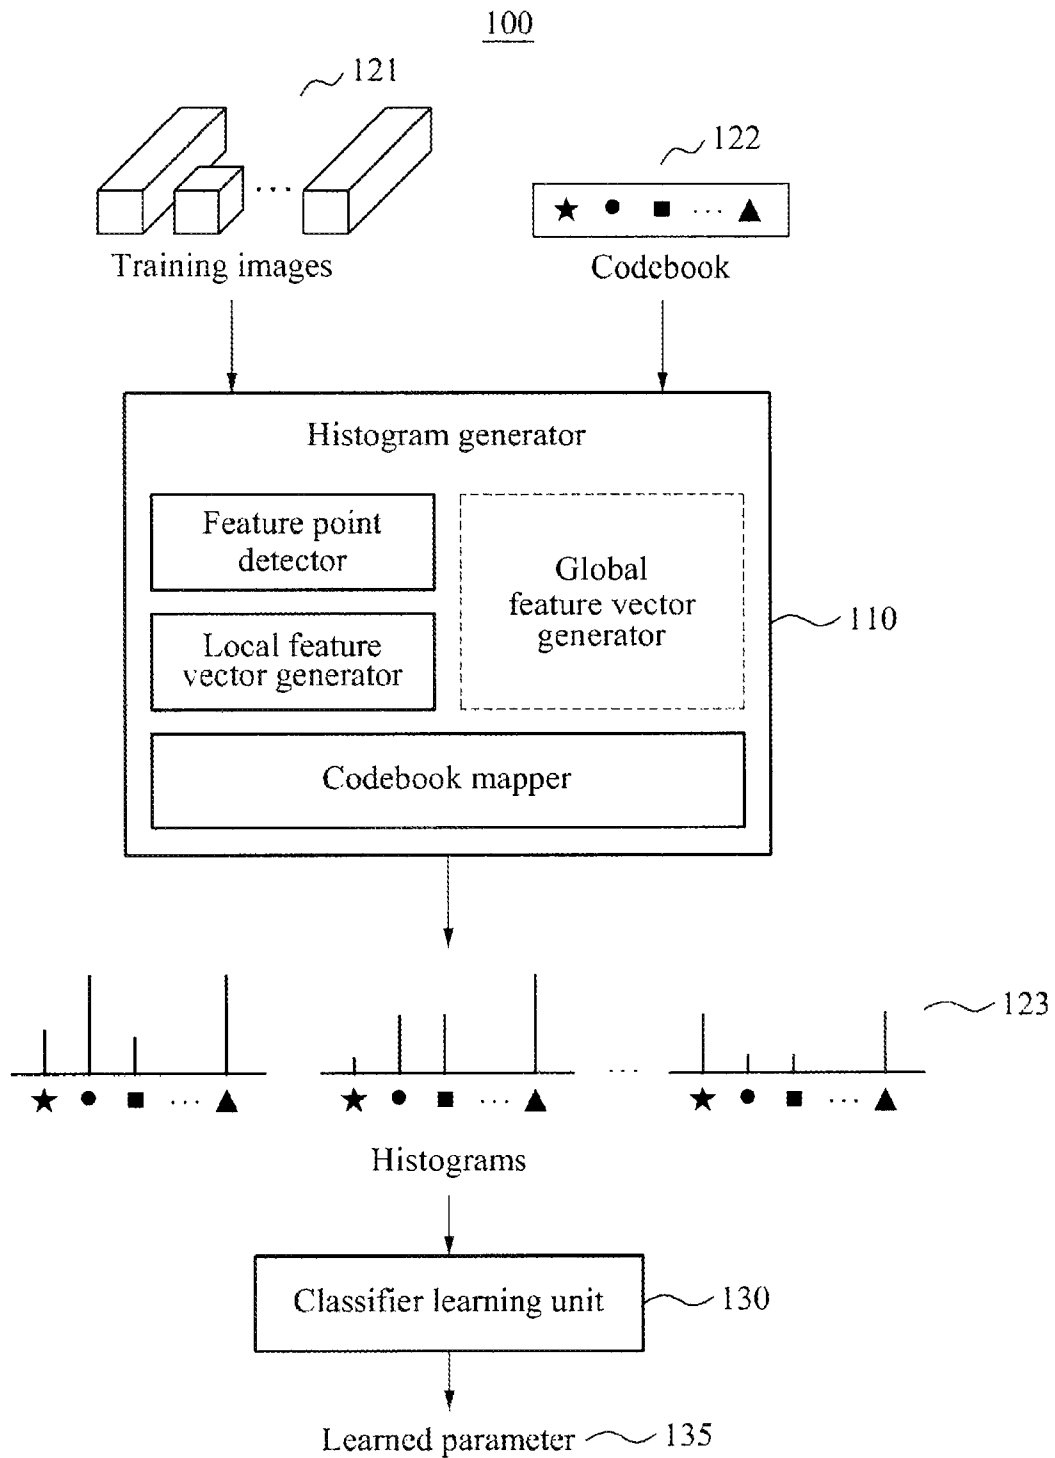 100
121
122
Training images
Codebook
Histogram generator
Feature point
detector
Local feature
vector generator
Global
feature vector
generator
110
Codebook mapper
123
Histograms
Classifier learning unit
130
Learned parameter
135